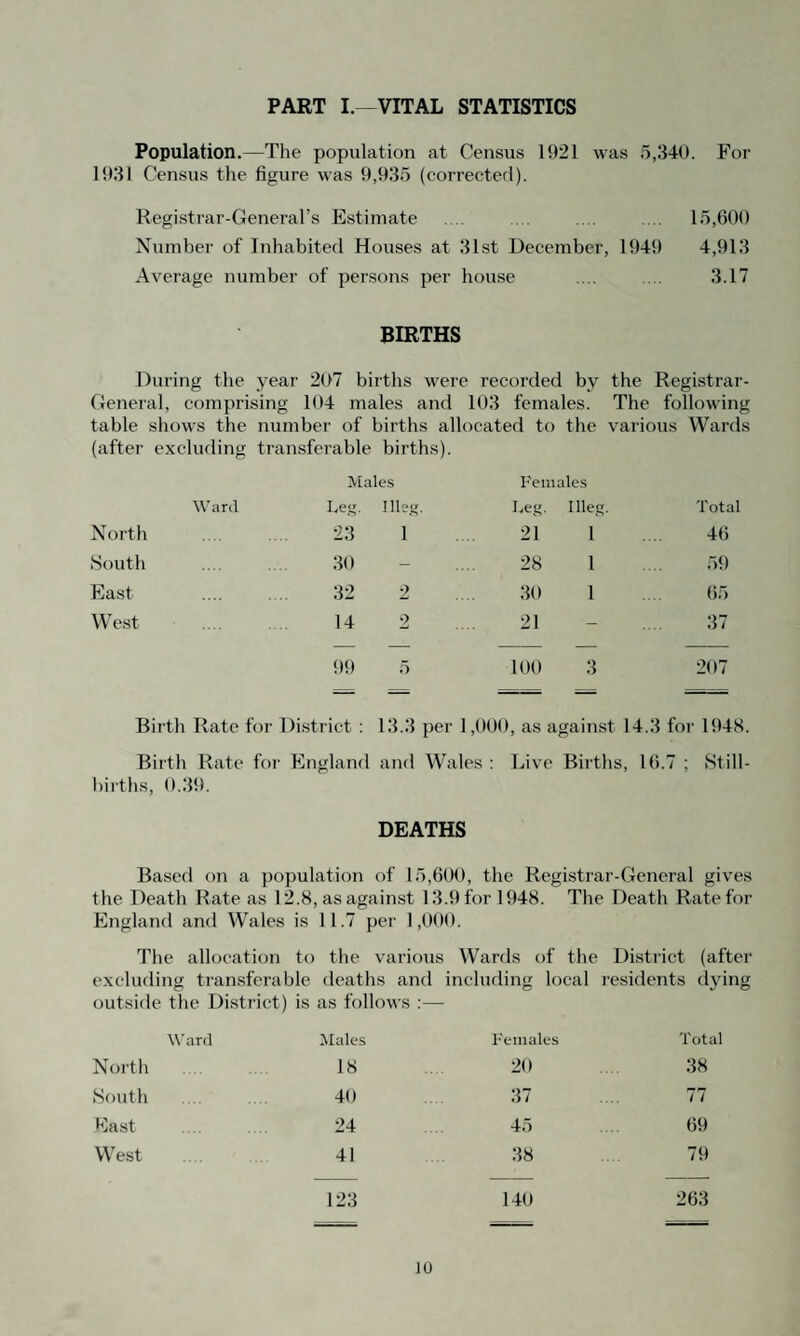 PART I.—VITAL STATISTICS
Population.—The population at Census 1921 was 5,340. For
1931 Census the figure was 9,935 (corrected).
Registrar-General's Estimate .... .... .... .... 15,600
Number of Inhabited Houses at 31st December, 1949 4,913
Average number of persons per house .... .... 3.17
BIRTHS
During the year 207 births were recorded by the Registrar-
General, comprising 104 males and 103 females. The following
table shows the number of births allocated to the various Wards
(after excluding transferable births).
Males Females
Ward Leg. Illeg. Leg. Illeg. Total
North .... .... 23 1 .... 21 1 .... 46
South .... .... 30 – .... 28 1 .... 59
East .... .... 32 2 .... 30 1 .... 65
West .... .... 14 2 .... 21 – .... 37
99 5 100 3 207
Birth Rate for District : 13.3 per 1,000, as against 14.3 for 1948.
Birth Rate for England and Wales : Live Births, 16.7 ; Still-
births, 0.39.
DEATHS
Based on a population of 15,600, the Registrar-General gives
the Death Rate as 12.8, as against 13.9 for 1948. The Death Rate for
England and Wales is 11.7 per 1,000.
The allocation to the various Wards of the District (after
excluding transferable deaths and including local residents dying
outside the District) is as follows :—
Ward Males Females Total
North .... .... 18 .... 20 .... 38
South .... .... 40 .... 37 .... 77
East .... .... 24 .... 45 .... 69
West .... .... 41 .... 38 .... 79
123 140 263
10